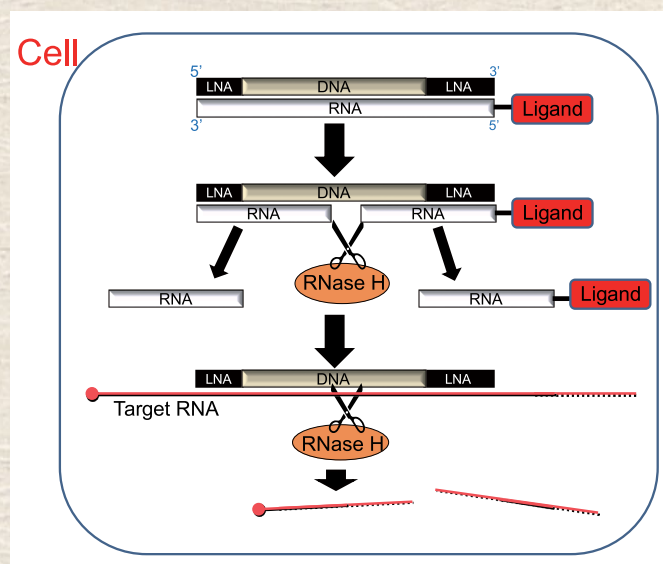 Cell
5’ 3’
LNA DNA LNA
RNA Ligand
3’ 5’
LNA DNA LNA
RNA RNA Ligand
RNase H
RNA RNA Ligand
LNA DNA LNA
Target RNA
RNase H